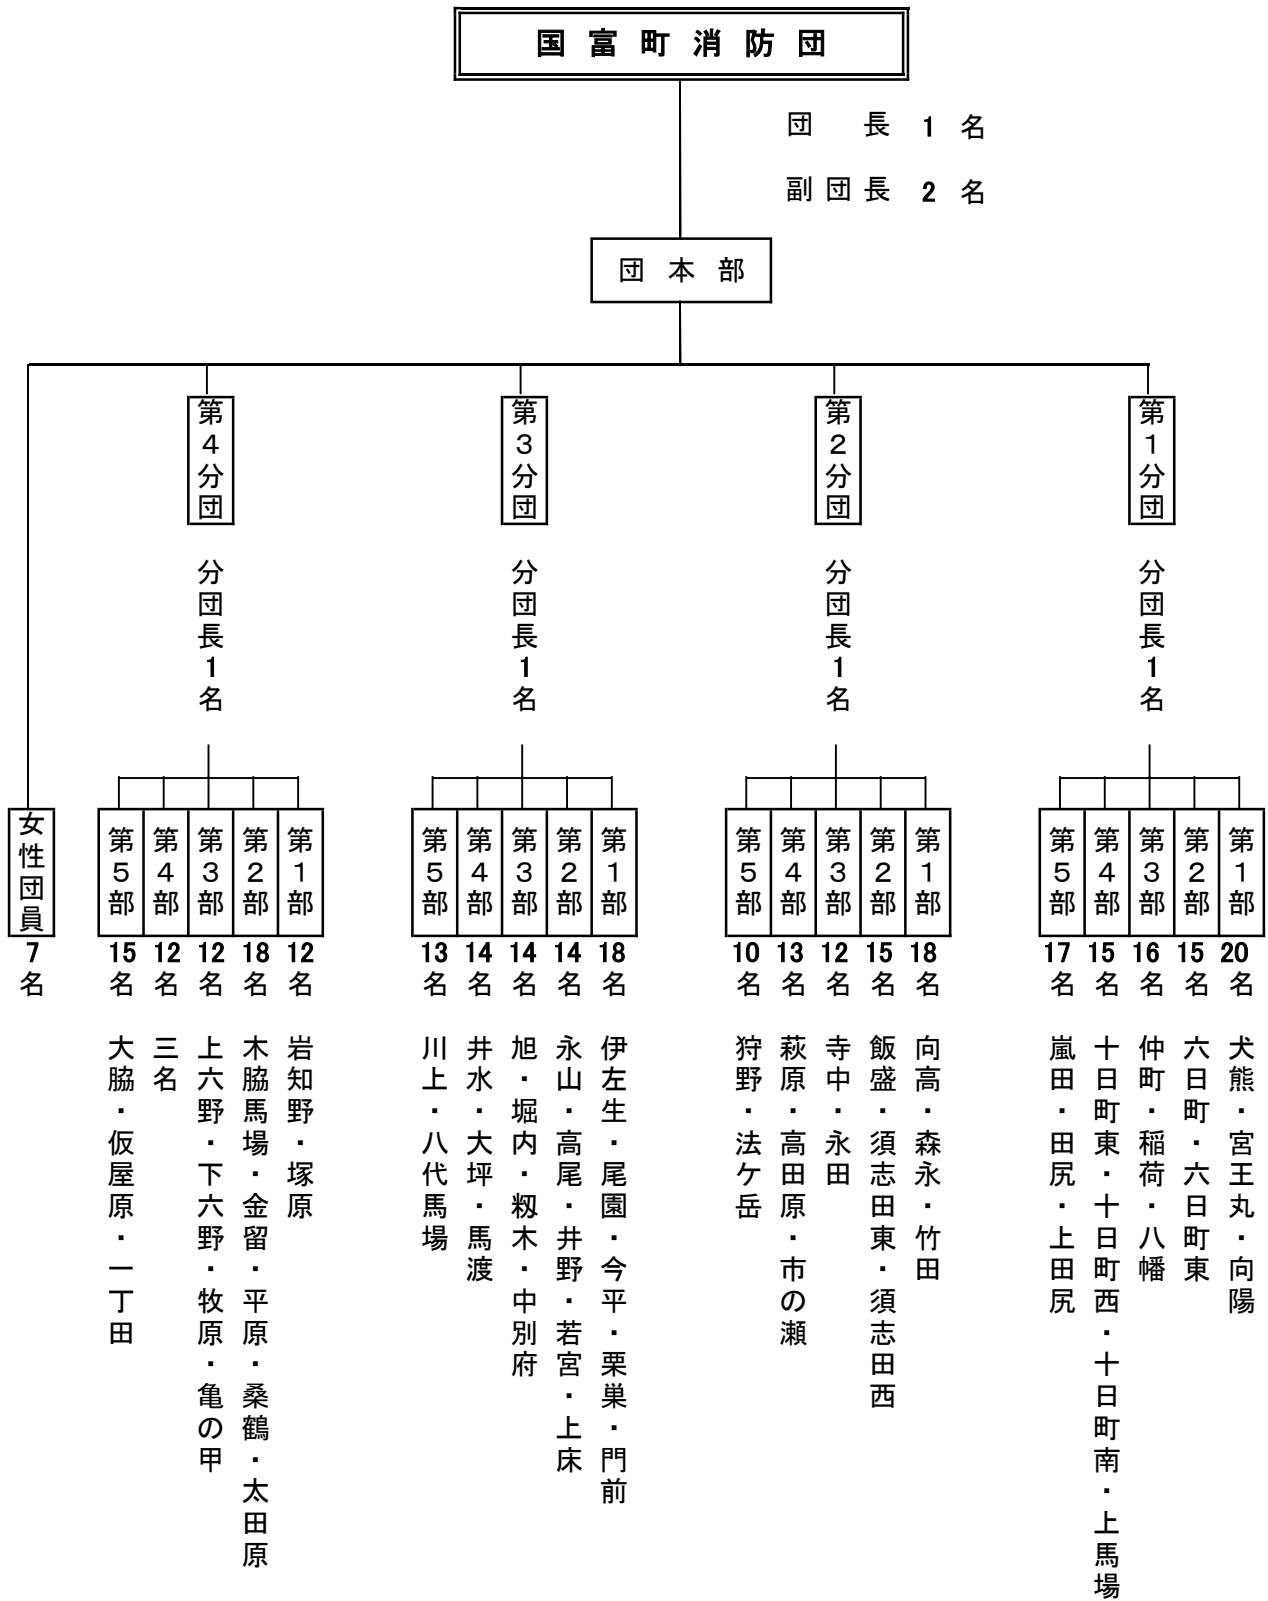 国富町消防団
団長 1 名
副団長 2 名
団本部
第1分団
分団長1名
第1部
20名
犬熊・宮王丸・向陽
第2部
15名
六日町・六日町東
第3部
16名
仲町・稲荷・八幡
第4部
15名
十日町東・十日町西・十日町南・上馬場
第5部
17名
嵐田・田尻・上田尻
第2分団
分団長1名
第1部
18名
向高・森永・竹田
第2部
15名
飯盛・須志田東・須志田西
第3部
12名
寺中・永田
第4部
13名
萩原・高田原・市の瀬
第5部
10名
狩野・法ケ岳
第3分団
分団長1名
第1部
18名
伊左生・尾園・今平・栗巣・門前
第2部
14名
永山・高尾・井野・若宮・上床
第3部
14名
旭・堀内・籾木・中別府
第4部
14名
井水・大坪・馬渡
第5部
13名
川上・八代馬場
第4分団
分団長1名
第1部
12名
岩知野・塚原
第2部
18名
木脇馬場・金留・平原・桑鶴・太田原
第3部
12名
上六野・下六野・牧原・亀の甲
第4部
12名
三名
第5部
15名
大脇・仮屋原・一丁田
女性団員
7名